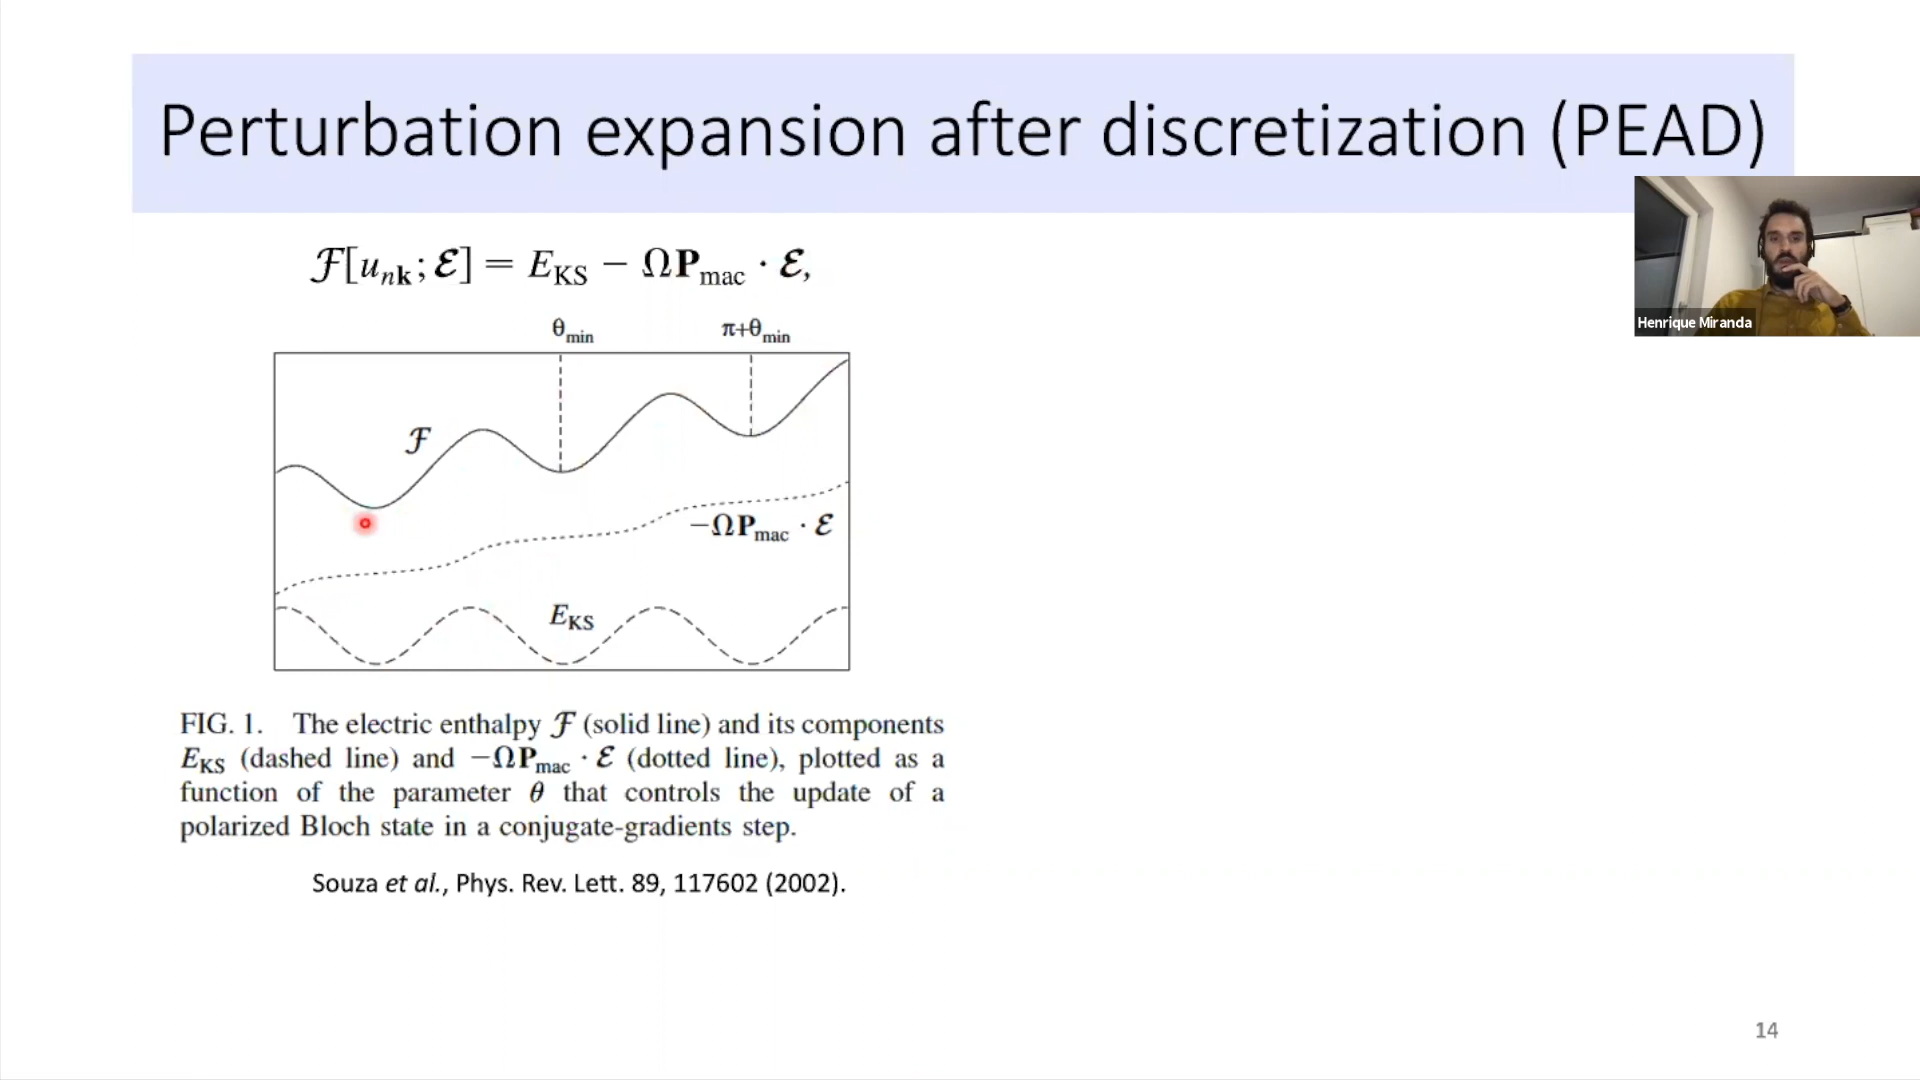 Perturbation expansion after discretization (PEAD)
ℱ[uₙₖ; ℰ] = E_KS − ΩP_mac · ℰ,
θ_min π+θ_min
ℱ
−ΩP_mac · ℰ
E_KS
FIG. 1. The electric enthalpy ℱ (solid line) and its components
E_KS (dashed line) and −ΩP_mac · ℰ (dotted line), plotted as a
function of the parameter θ that controls the update of a
polarized Bloch state in a conjugate-gradients step.
Souza et al., Phys. Rev. Lett. 89, 117602 (2002).
Henrique Miranda
14